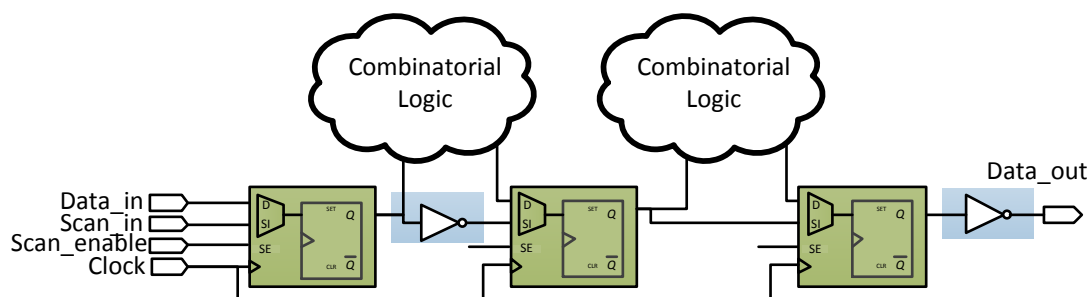 Combinatorial
Logic
Combinatorial
Logic
Data_out
Data_in
Scan_in
Scan_enable
Clock
D
SI
SE
SET
Q
CLR
Q
D
SI
SE
SET
Q
CLR
Q
D
SI
SE
SET
Q
CLR
Q